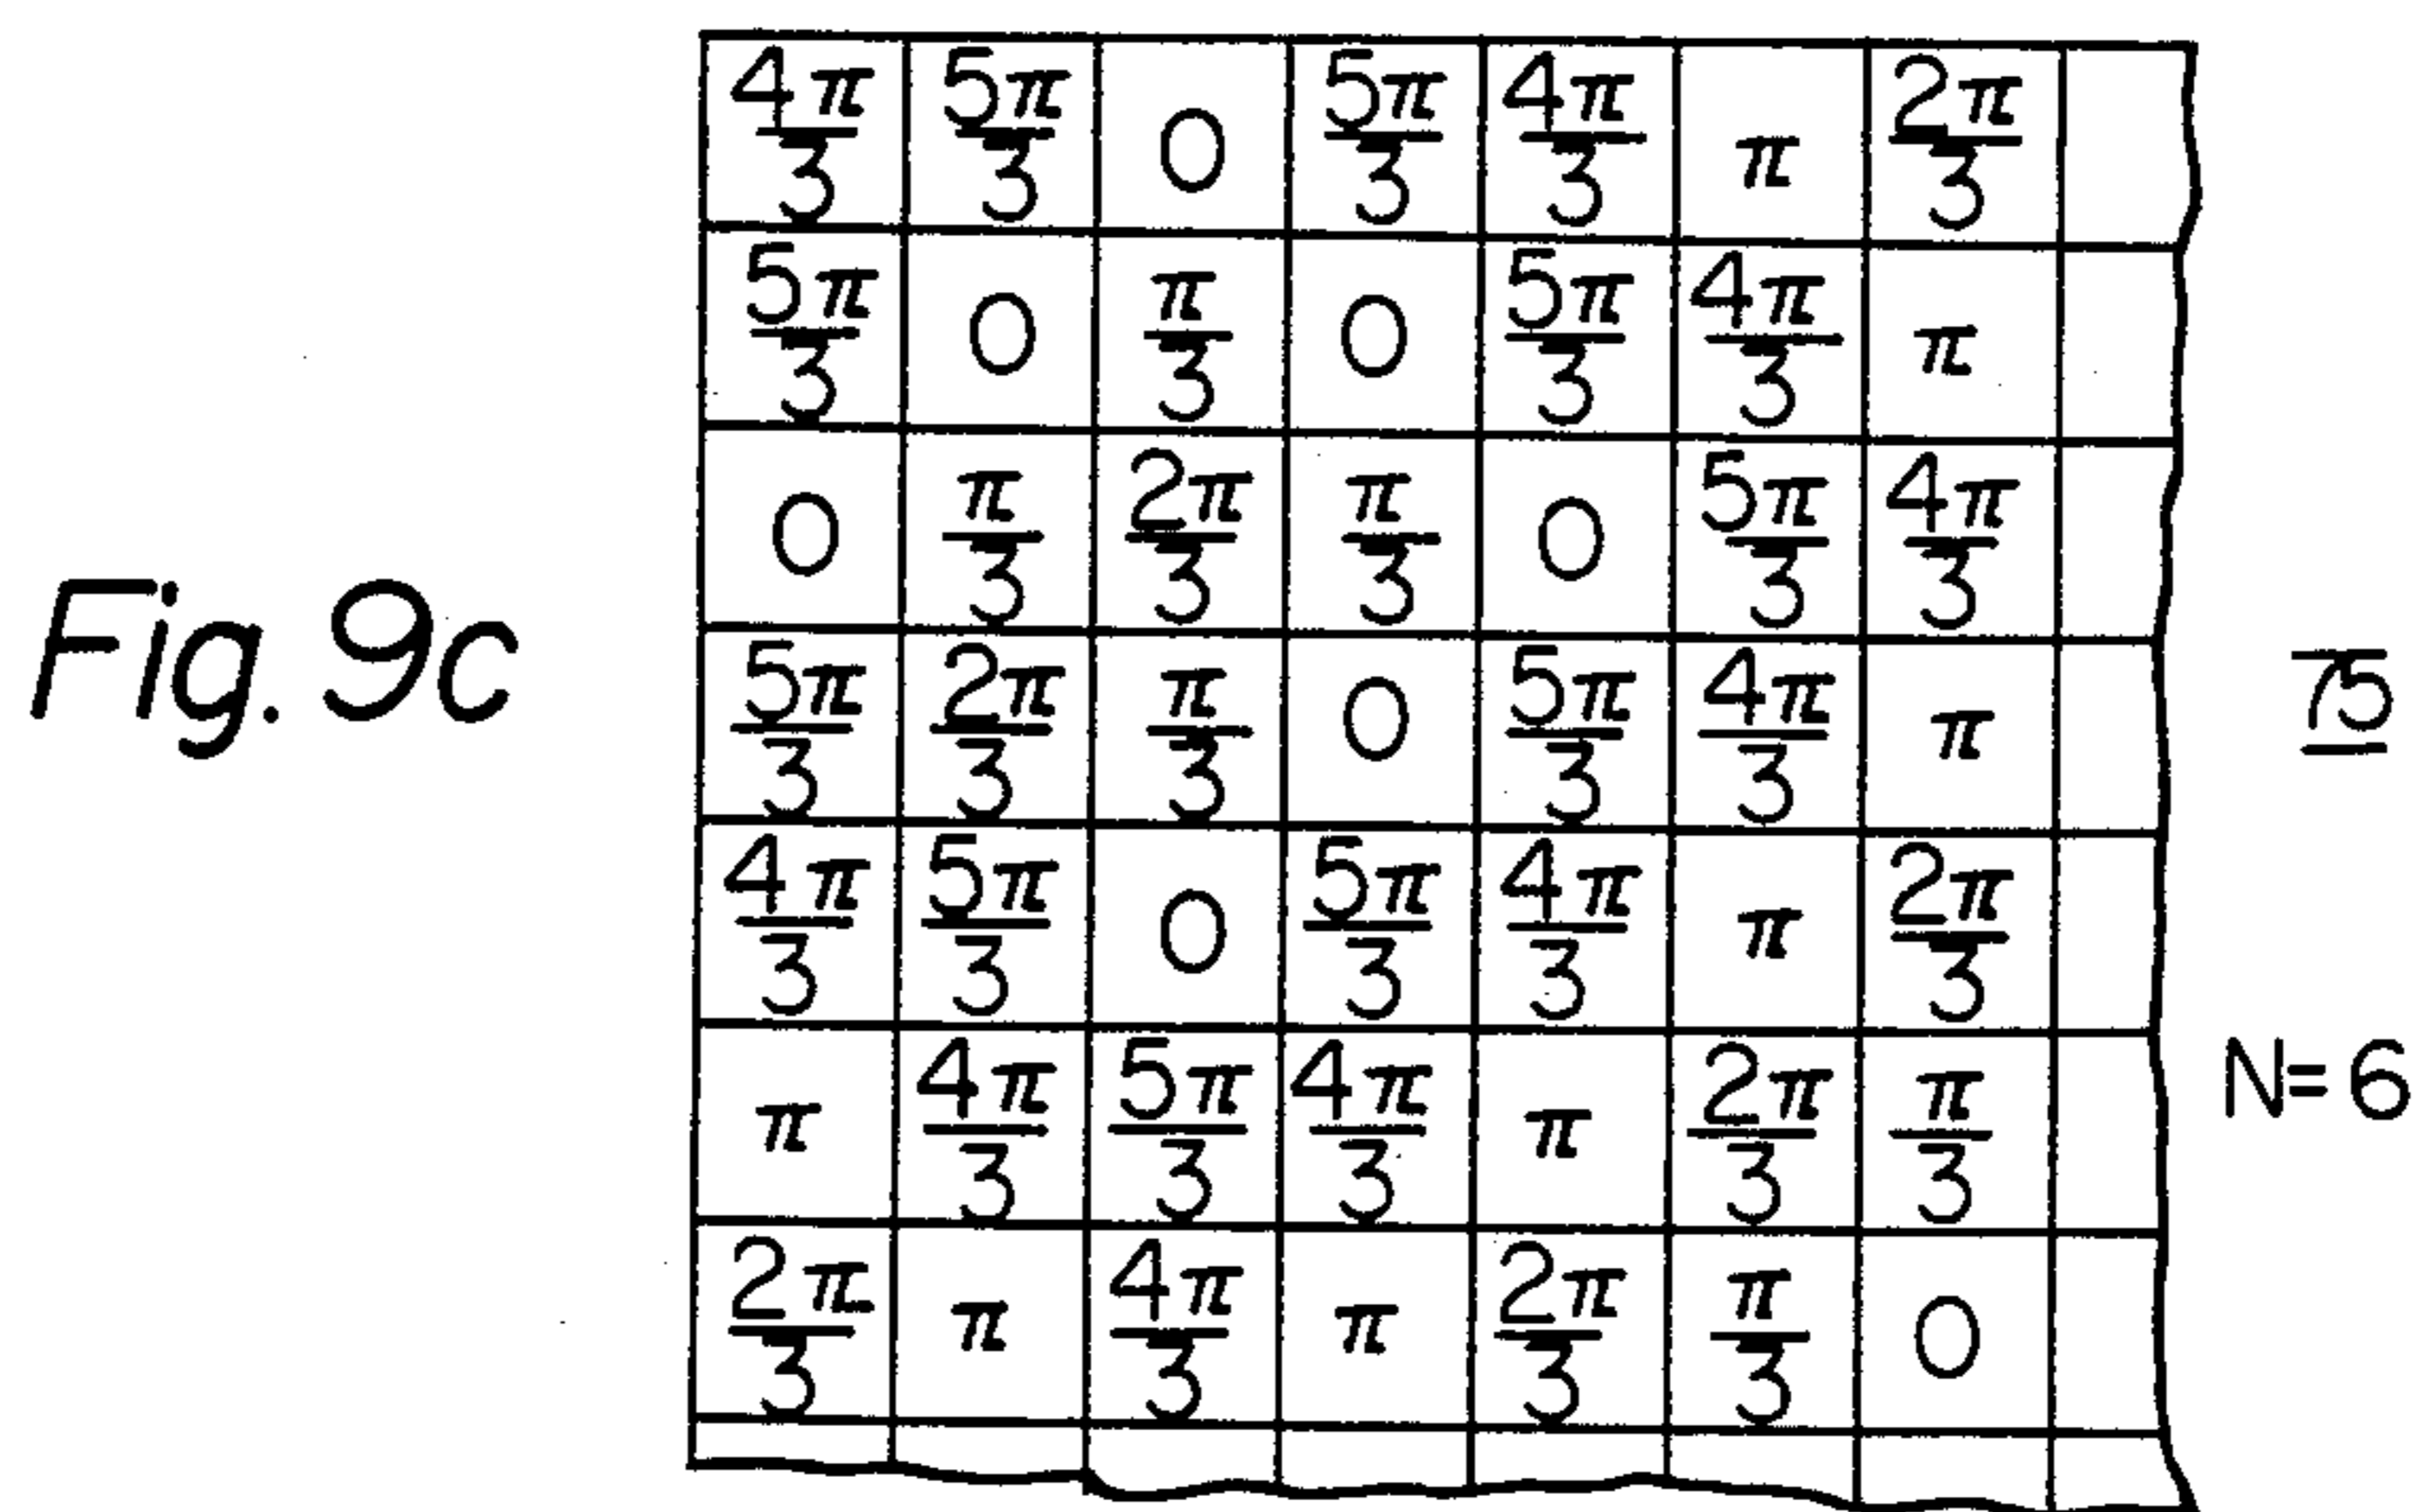 4π/3 5π/3 0 5π/3 4π/3 π 2π/3
5π/3 0 π/3 0 5π/3 4π/3 π
0 π/3 2π/3 π/3 0 5π/3 4π/3
Fig. 9c
5π/3 2π/3 π/3 0 5π/3 4π/3 π
75
4π/3 5π/3 0 5π/3 4π/3 π 2π/3
π 4π/3 5π/3 4π/3 π 2π/3 π/3
N=6
2π/3 π 4π/3 π 2π/3 π/3 0